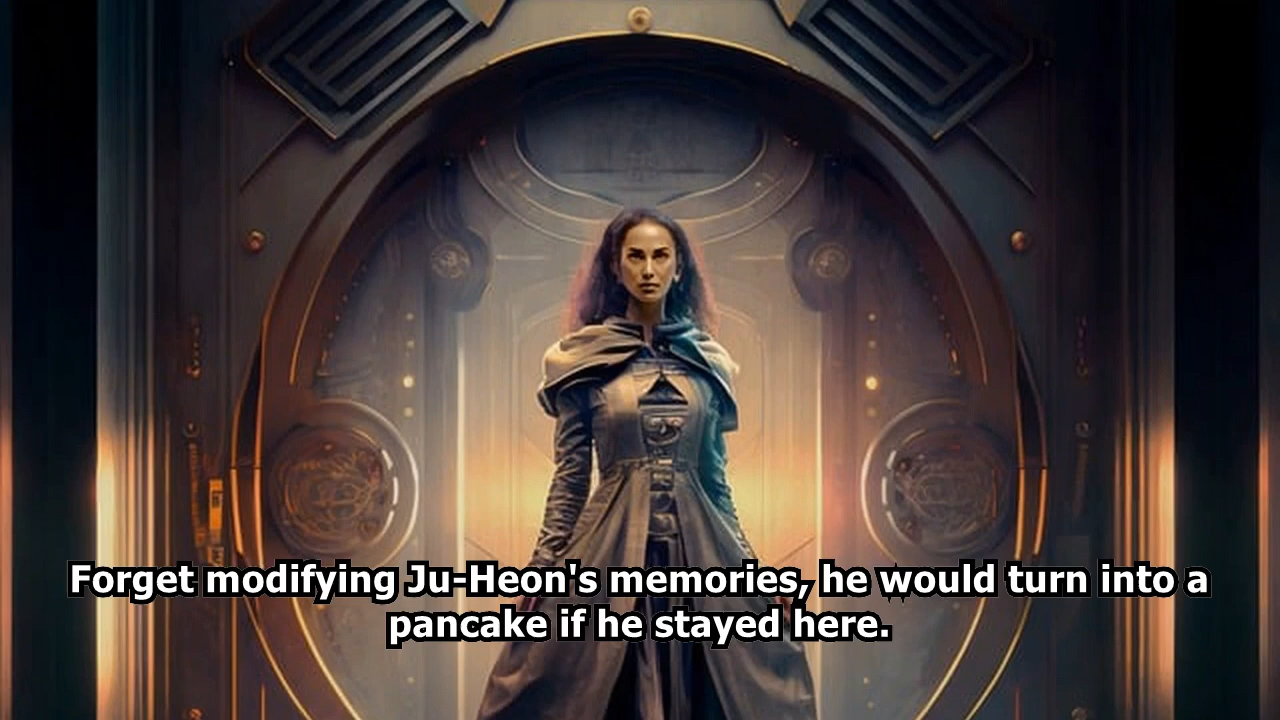 Forget modifying Ju-Heon's memories, he would turn into a
pancake if he stayed here.